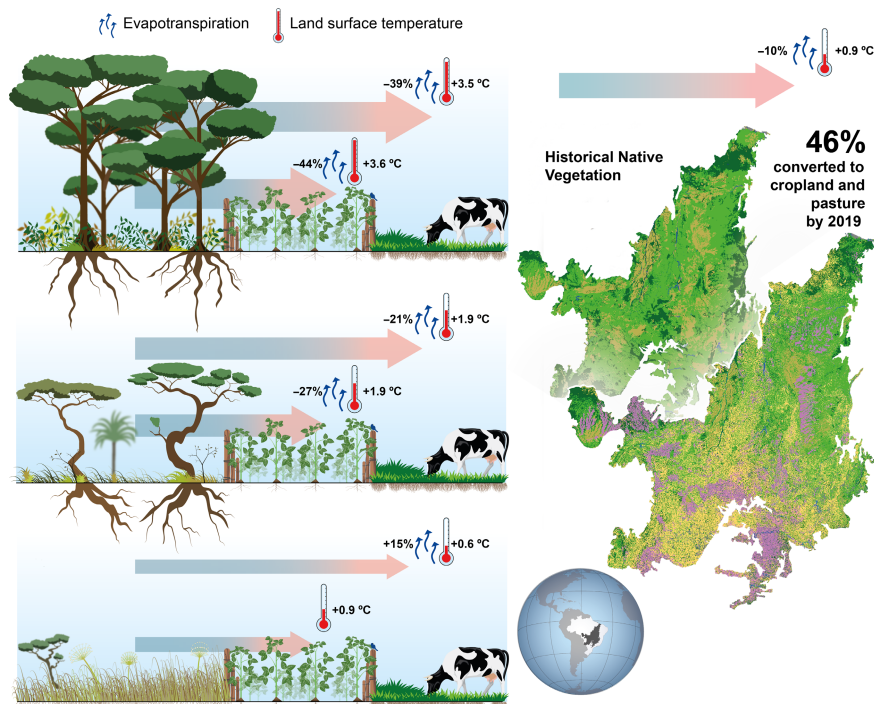 Evapotranspiration
Land surface temperature
–39%
+3.5 ºC
–44%
+3.6 ºC
–21%
+1.9 ºC
–27%
+1.9 ºC
+15%
+0.6 ºC
+0.9 ºC
–10%
+0.9 ºC
Historical Native
Vegetation
46%
converted to
cropland and
pasture
by 2019